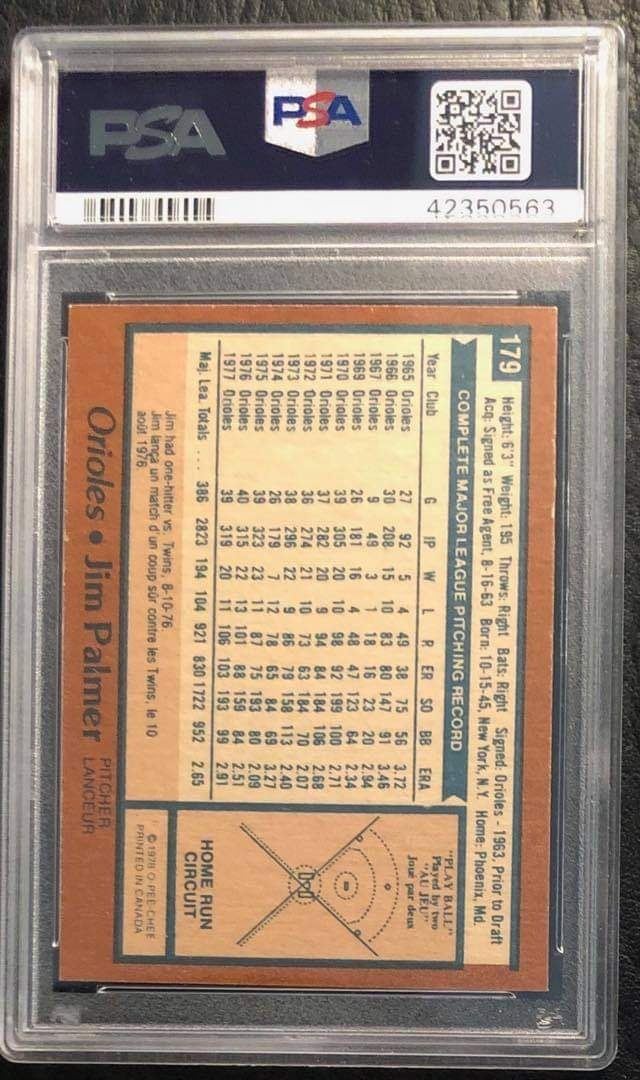 PSA
PSA
42350563
179
Height: 6'3" Weight: 195 Throws: Right Bats: Right Signed: Orioles - 1963, Prior to Draft
Acq: Signed as Free Agent, 8-16-63 Born: 10-15-45, New York, N.Y. Home: Phoenix, Md.
COMPLETE MAJOR LEAGUE PITCHING RECORD
Year Club G IP W L R ER SO BB ERA
1965 Orioles 27 92 5 4 49 38 75 56 3.72
1966 Orioles 30 208 15 10 83 80 147 91 3.46
1967 Orioles 9 49 3 1 18 16 23 20 2.94
1969 Orioles 26 181 16 4 48 47 123 64 2.34
1970 Orioles 39 305 20 10 98 92 199 100 2.71
1971 Orioles 37 282 20 9 94 84 184 106 2.68
1972 Orioles 36 274 21 10 73 63 184 70 2.07
1973 Orioles 38 296 22 9 86 79 158 113 2.40
1974 Orioles 26 179 7 12 78 65 84 69 3.27
1975 Orioles 39 323 23 11 87 75 193 80 2.09
1976 Orioles 40 315 22 13 101 88 159 84 2.51
1977 Orioles 39 319 20 11 106 103 193 99 2.91
Maj. Lea. Totals ... 386 2823 194 104 921 830 1722 952 2.65
Jim had one-hitter vs. Twins, 8-10-76.
Jim lança un match d'un coup sûr contre les Twins, le 10
août 1976.
"PLAY BALL"
Played by two
"AU JEU"
Joué par deux
HOME RUN
CIRCUIT
© 1978 O-PEE-CHEE
PRINTED IN CANADA
Orioles • Jim Palmer
PITCHER
LANCEUR